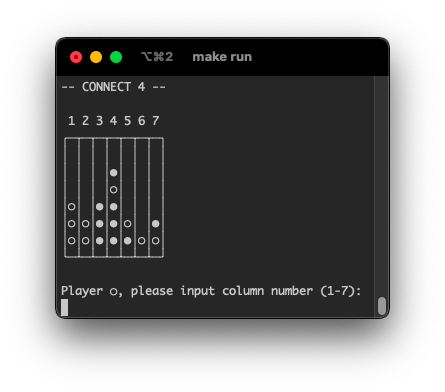 ⌥⌘2 make run
-- CONNECT 4 --
1 2 3 4 5 6 7
Player ○, please input column number (1-7):